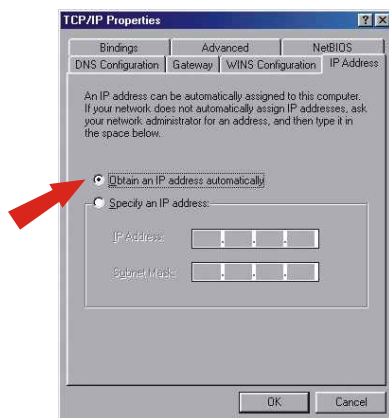 TCP/IP Properties
Bindings Advanced NetBIOS
DNS Configuration Gateway WINS Configuration IP Address
An IP address can be automatically assigned to this computer.
If your network does not automatically assign IP addresses, ask
your network administrator for an address, and then type it in
the space below.
Obtain an IP address automatically
Specify an IP address:
IP Address:
Subnet Mask:
OK Cancel